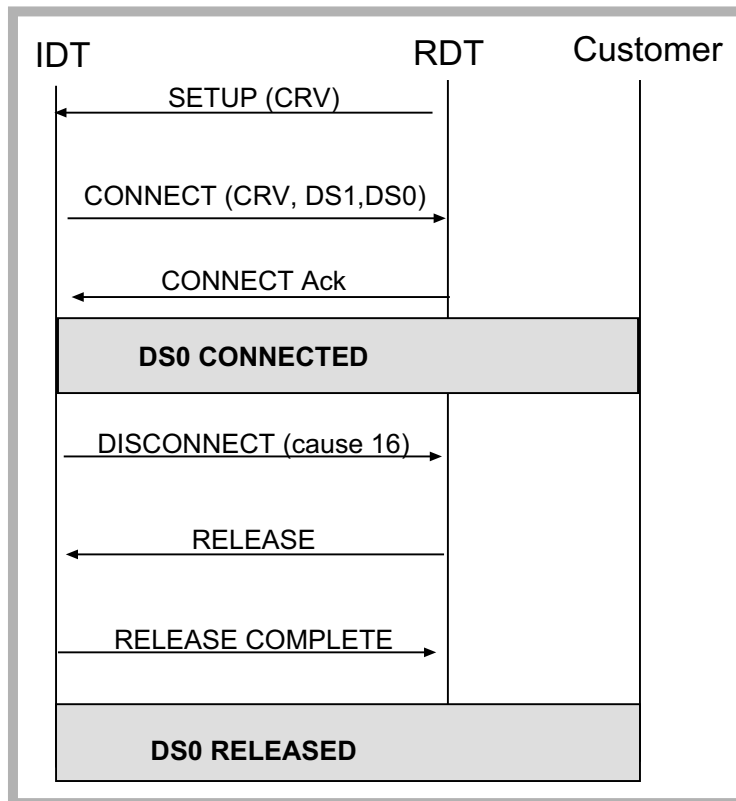 IDT RDT Customer
SETUP (CRV)
CONNECT (CRV, DS1,DS0)
CONNECT Ack
DS0 CONNECTED
DISCONNECT (cause 16)
RELEASE
RELEASE COMPLETE
DS0 RELEASED